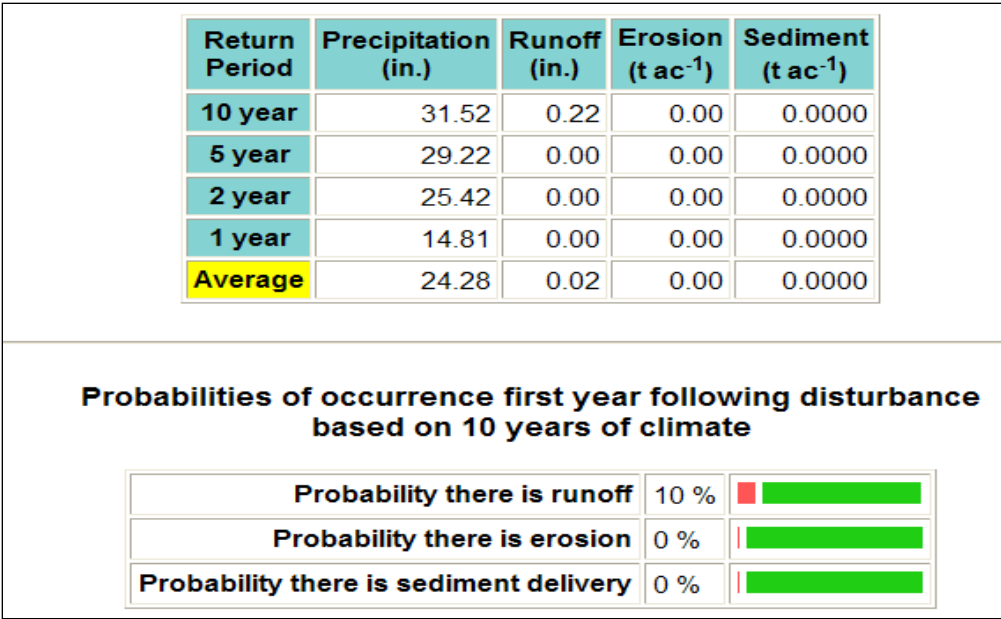 Return Period Precipitation (in.) Runoff (in.) Erosion (t ac-1) Sediment (t ac-1)
10 year 31.52 0.22 0.00 0.0000
5 year 29.22 0.00 0.00 0.0000
2 year 25.42 0.00 0.00 0.0000
1 year 14.81 0.00 0.00 0.0000
Average 24.28 0.02 0.00 0.0000
Probabilities of occurrence first year following disturbance
based on 10 years of climate
Probability there is runoff 10 %
Probability there is erosion 0 %
Probability there is sediment delivery 0 %